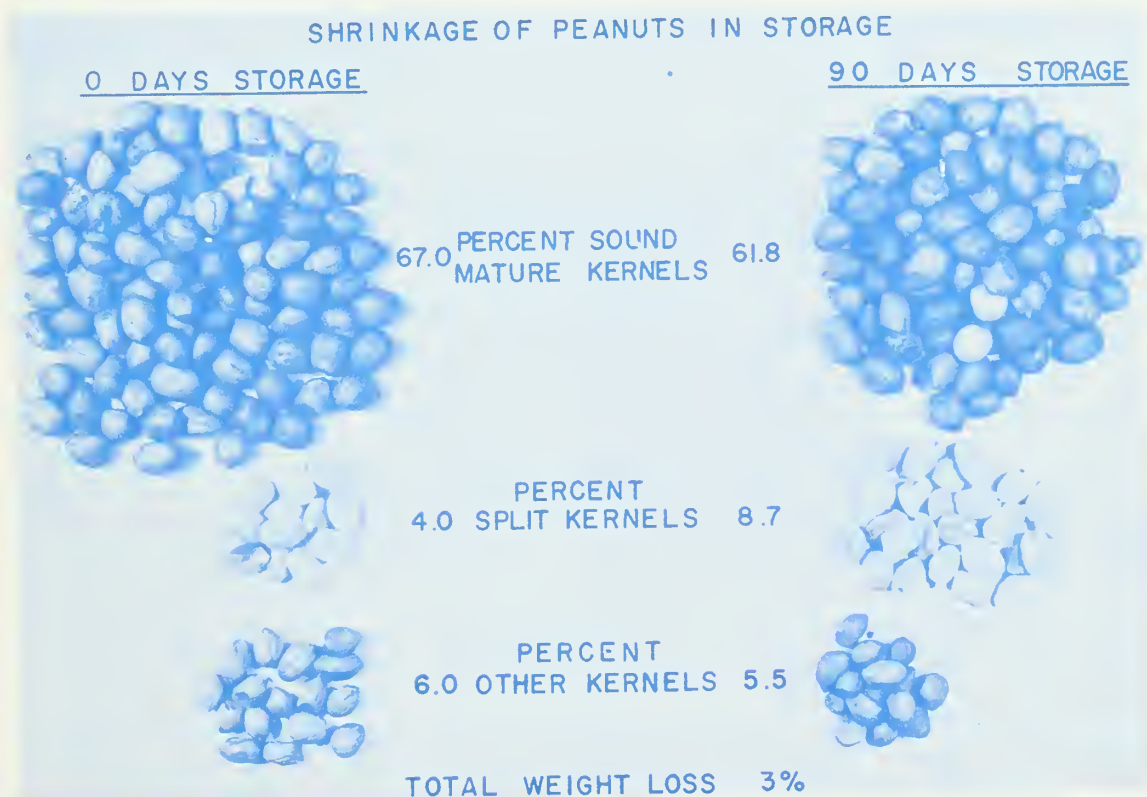 SHRINKAGE OF PEANUTS IN STORAGE
0 DAYS STORAGE
90 DAYS STORAGE
67.0 PERCENT SOUND MATURE KERNELS 61.8
PERCENT
4.0 SPLIT KERNELS 8.7
PERCENT
6.0 OTHER KERNELS 5.5
TOTAL WEIGHT LOSS 3%